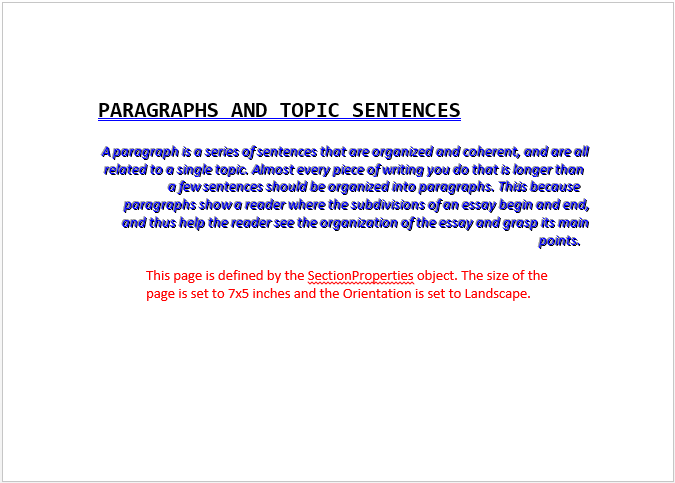 PARAGRAPHS AND TOPIC SENTENCES
A paragraph is a series of sentences that are organized and coherent, and are all
related to a single topic. Almost every piece of writing you do that is longer than
a few sentences should be organized into paragraphs. This is because
paragraphs show a reader where the subdivisions of an essay begin and end,
and thus help the reader see the organization of the essay and grasp its main
points.
This page is defined by the SectionProperties object. The size of the
page is set to 7x5 inches and the Orientation is set to Landscape.